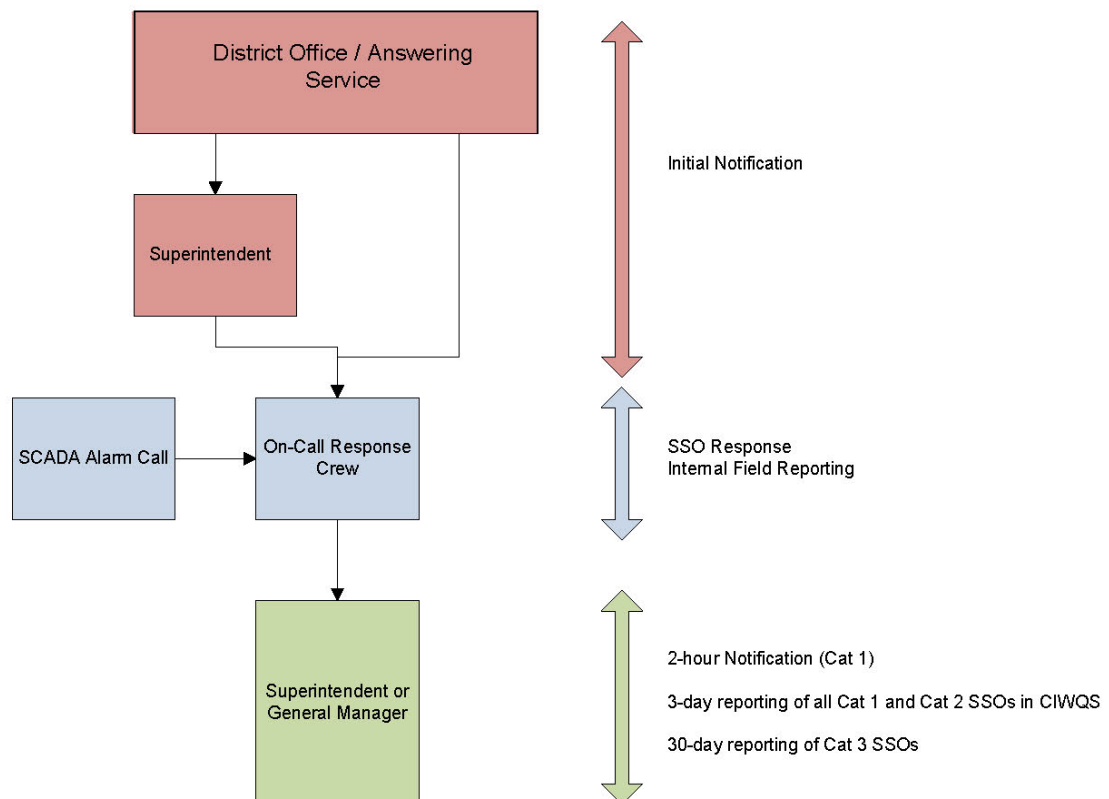 District Office / Answering
Service
Initial Notification
Superintendent
SCADA Alarm Call
On-Call Response
Crew
SSO Response
Internal Field Reporting
Superintendent or
General Manager
2-hour Notification (Cat 1)
3-day reporting of all Cat 1 and Cat 2 SSOs in CIWQS
30-day reporting of Cat 3 SSOs